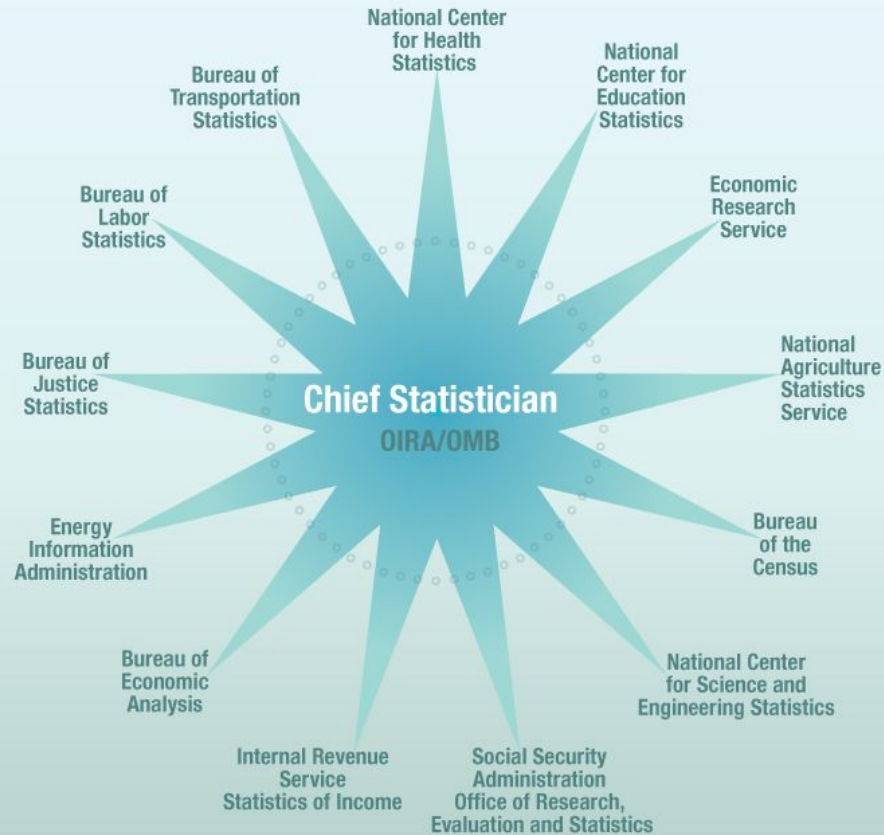 National Center
for Health
Statistics
National
Center for
Education
Statistics
Bureau of
Transportation
Statistics
Economic
Research
Service
Bureau of
Labor
Statistics
National
Agriculture
Statistics
Service
Bureau of
Justice
Statistics
Chief Statistician
OIRA/OMB
Bureau
of the
Census
Energy
Information
Administration
Bureau of
Economic
Analysis
National Center
for Science and
Engineering Statistics
Internal Revenue
Service
Statistics of Income
Social Security
Administration
Office of Research,
Evaluation and Statistics